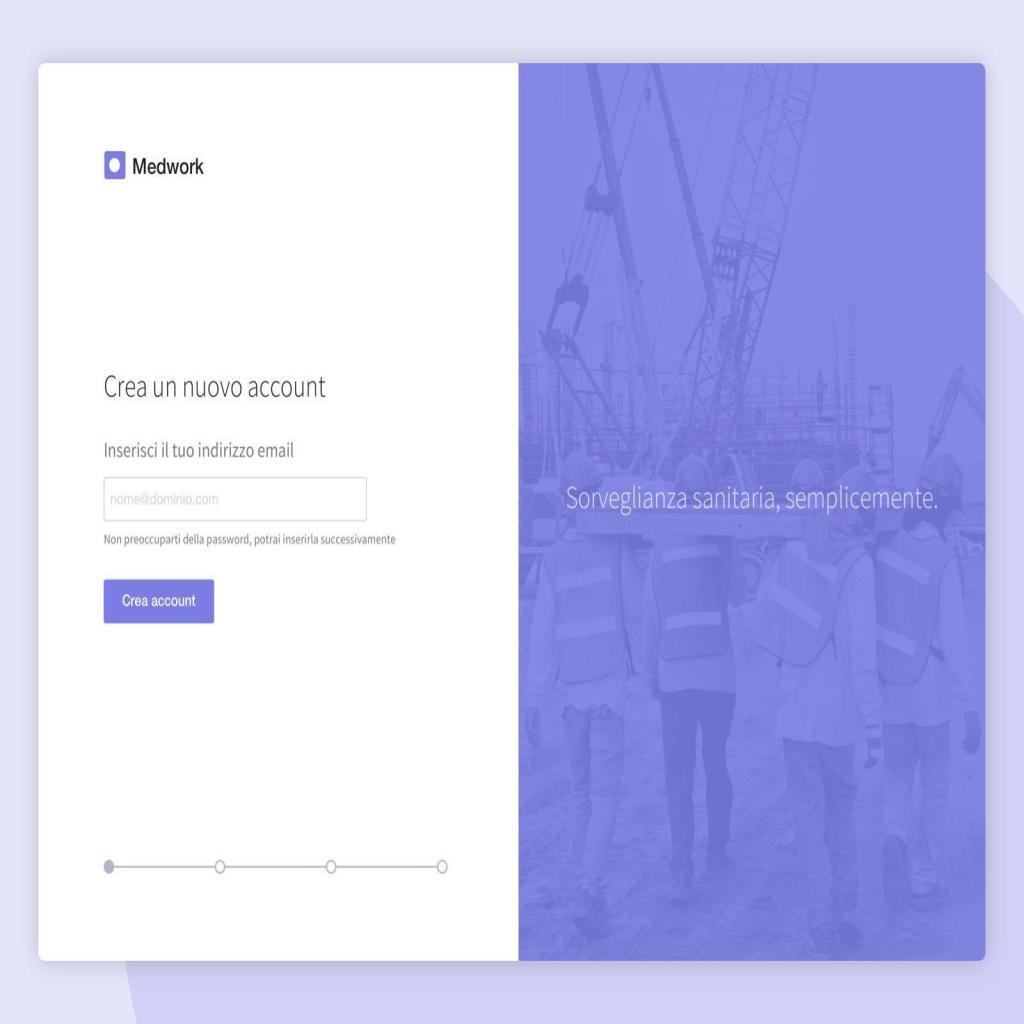 Medwork
Crea un nuovo account
Inserisci il tuo indirizzo email
nome@dominio.com
Non preoccuparti della password, potrai inserirla successivamente
Crea account
Sorveglianza sanitaria, semplicemente.